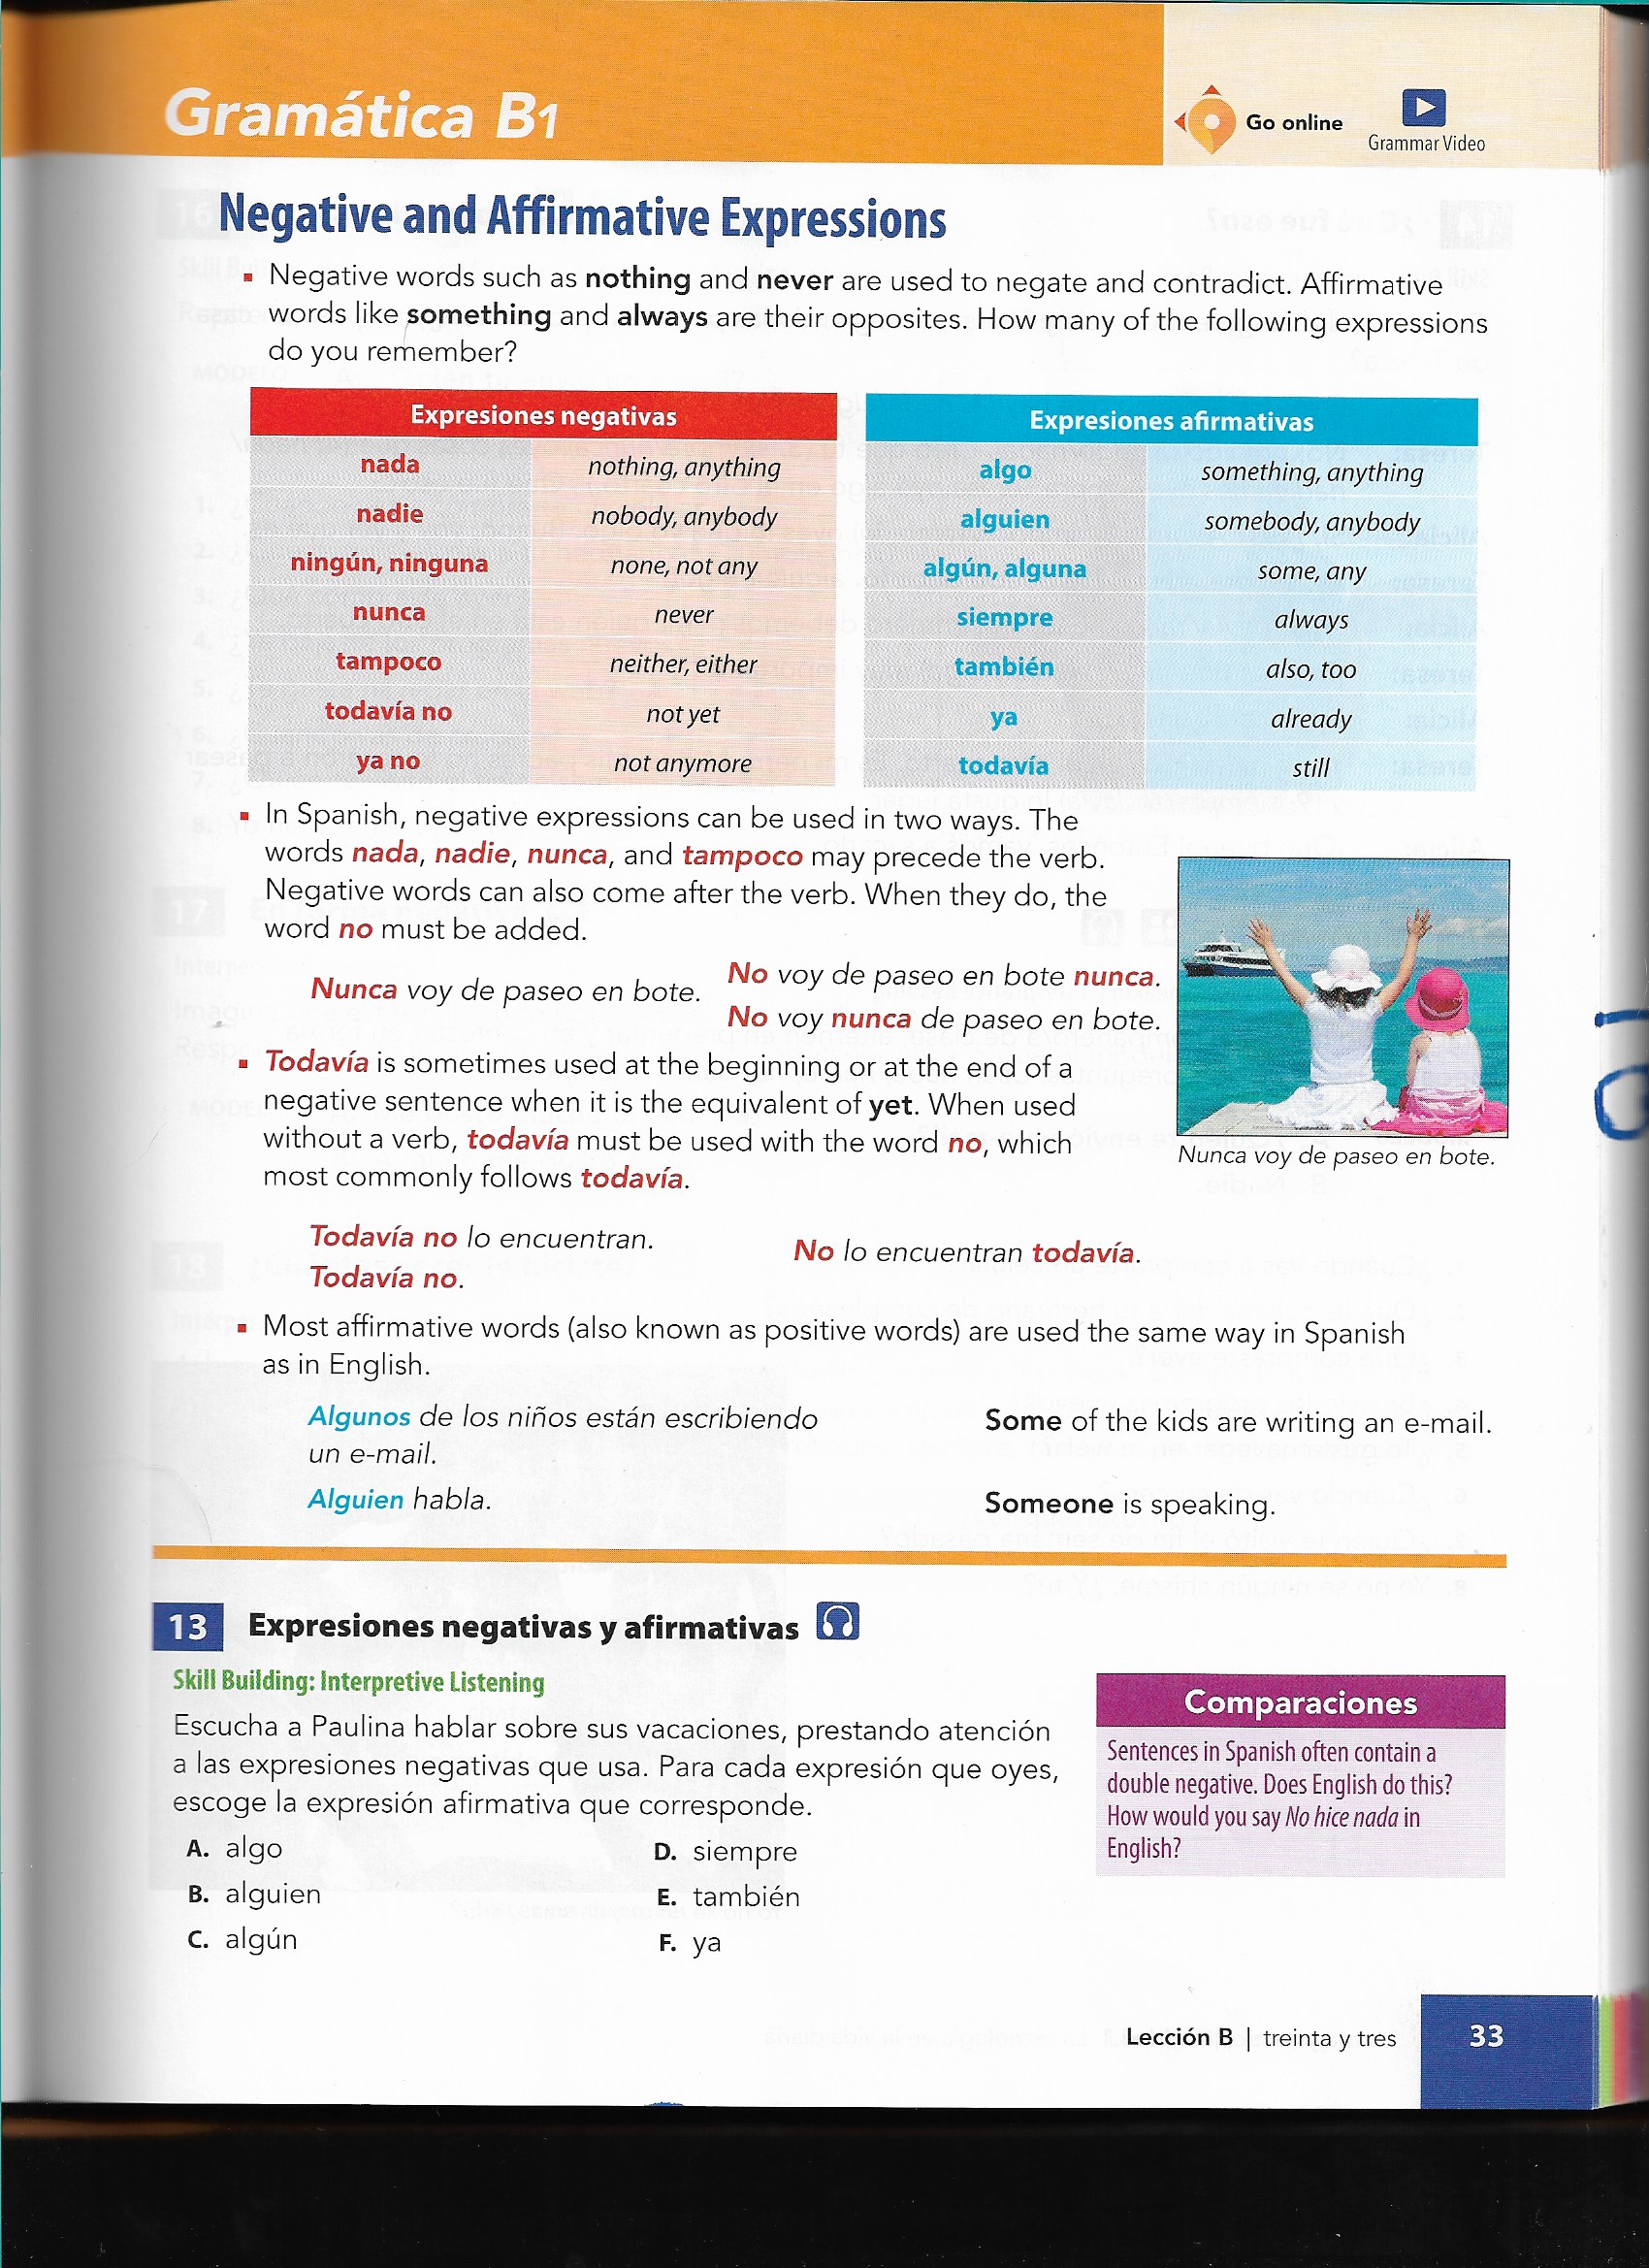 Gramática B1
Go online
Grammar Video
Negative and Affirmative Expressions
▪ Negative words such as nothing and never are used to negate and contradict. Affirmative
words like something and always are their opposites. How many of the following expressions
do you remember?
Expresiones negativas
nada nothing, anything
nadie nobody, anybody
ningún, ninguna none, not any
nunca never
tampoco neither, either
todavía no not yet
ya no not anymore
Expresiones afirmativas
algo something, anything
alguien somebody, anybody
algún, alguna some, any
siempre always
también also, too
ya already
todavía still
▪ In Spanish, negative expressions can be used in two ways. The
words nada, nadie, nunca, and tampoco may precede the verb.
Negative words can also come after the verb. When they do, the
word no must be added.
Nunca voy de paseo en bote.
No voy de paseo en bote nunca.
No voy nunca de paseo en bote.
▪ Todavía is sometimes used at the beginning or at the end of a
negative sentence when it is the equivalent of yet. When used
without a verb, todavía must be used with the word no, which
most commonly follows todavía.
Nunca voy de paseo en bote.
Todavía no lo encuentran.
Todavía no.
No lo encuentran todavía.
▪ Most affirmative words (also known as positive words) are used the same way in Spanish
as in English.
Algunos de los niños están escribiendo
un e-mail.
Some of the kids are writing an e-mail.
Alguien habla.
Someone is speaking.
13 Expresiones negativas y afirmativas
Skill Building: Interpretive Listening
Escucha a Paulina hablar sobre sus vacaciones, prestando atención
a las expresiones negativas que usa. Para cada expresión que oyes,
escoge la expresión afirmativa que corresponde.
A. algo
B. alguien
C. algún
D. siempre
E. también
F. ya
Comparaciones
Sentences in Spanish often contain a
double negative. Does English do this?
How would you say No hice nada in
English?
Lección B | treinta y tres 33